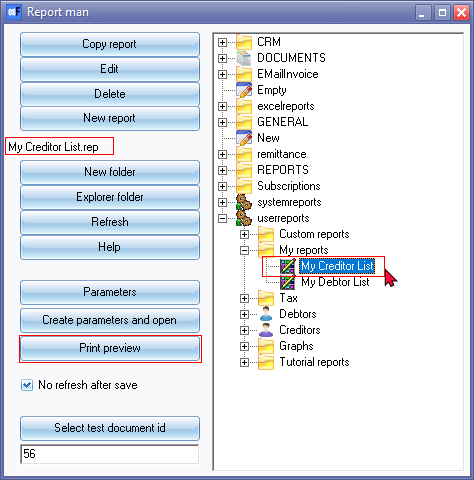 Report man
Copy report
Edit
Delete
New report
My Creditor List.rep
New folder
Explorer folder
Refresh
Help
Parameters
Create parameters and open
Print preview
No refresh after save
Select test document id
56
CRM
DOCUMENTS
EMailInvoice
Empty
excelreports
GENERAL
New
remittance
REPORTS
Subscriptions
systemreports
userreports
Custom reports
My reports
My Creditor List
My Debtor List
Tax
Debtors
Creditors
Graphs
Tutorial reports